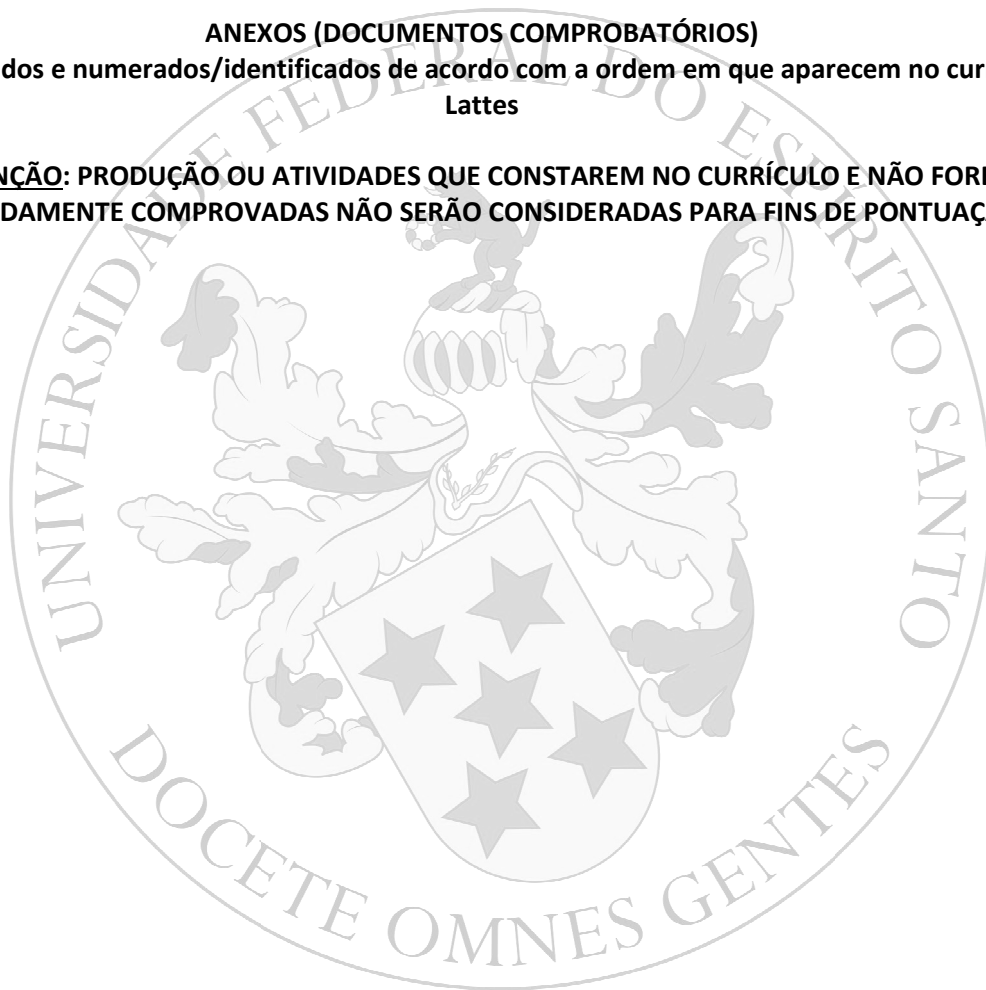 ANEXOS (DOCUMENTOS COMPROBATÓRIOS)
dos e numerados/identificados de acordo com a ordem em que aparecem no cur
Lattes
NÇÃO: PRODUÇÃO OU ATIVIDADES QUE CONSTAREM NO CURRÍCULO E NÃO FOR
DAMENTE COMPROVADAS NÃO SERÃO CONSIDERADAS PARA FINS DE PONTUAÇ
UNIVERSIDADE FEDERAL DO ESPÍRITO SANTO
DOCETE OMNES GENTES